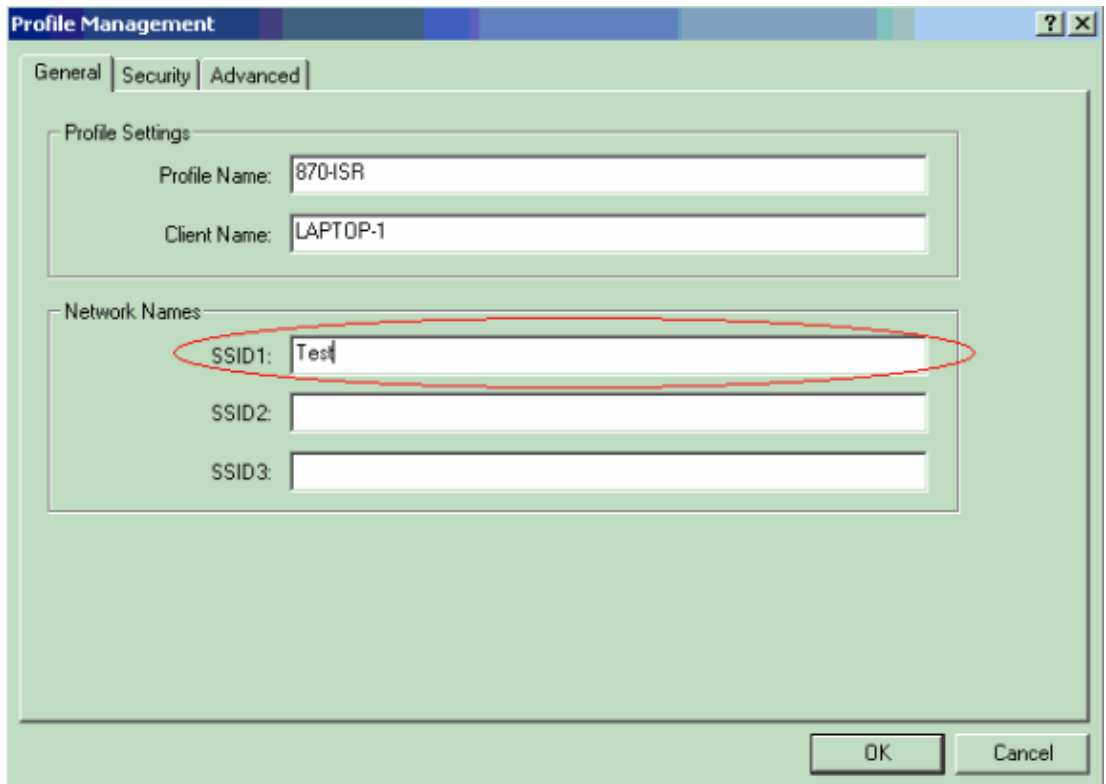 Profile Management
General Security Advanced
Profile Settings
Profile Name: 870-ISR
Client Name: LAPTOP-1
Network Names
SSID1: Test
SSID2:
SSID3:
OK Cancel